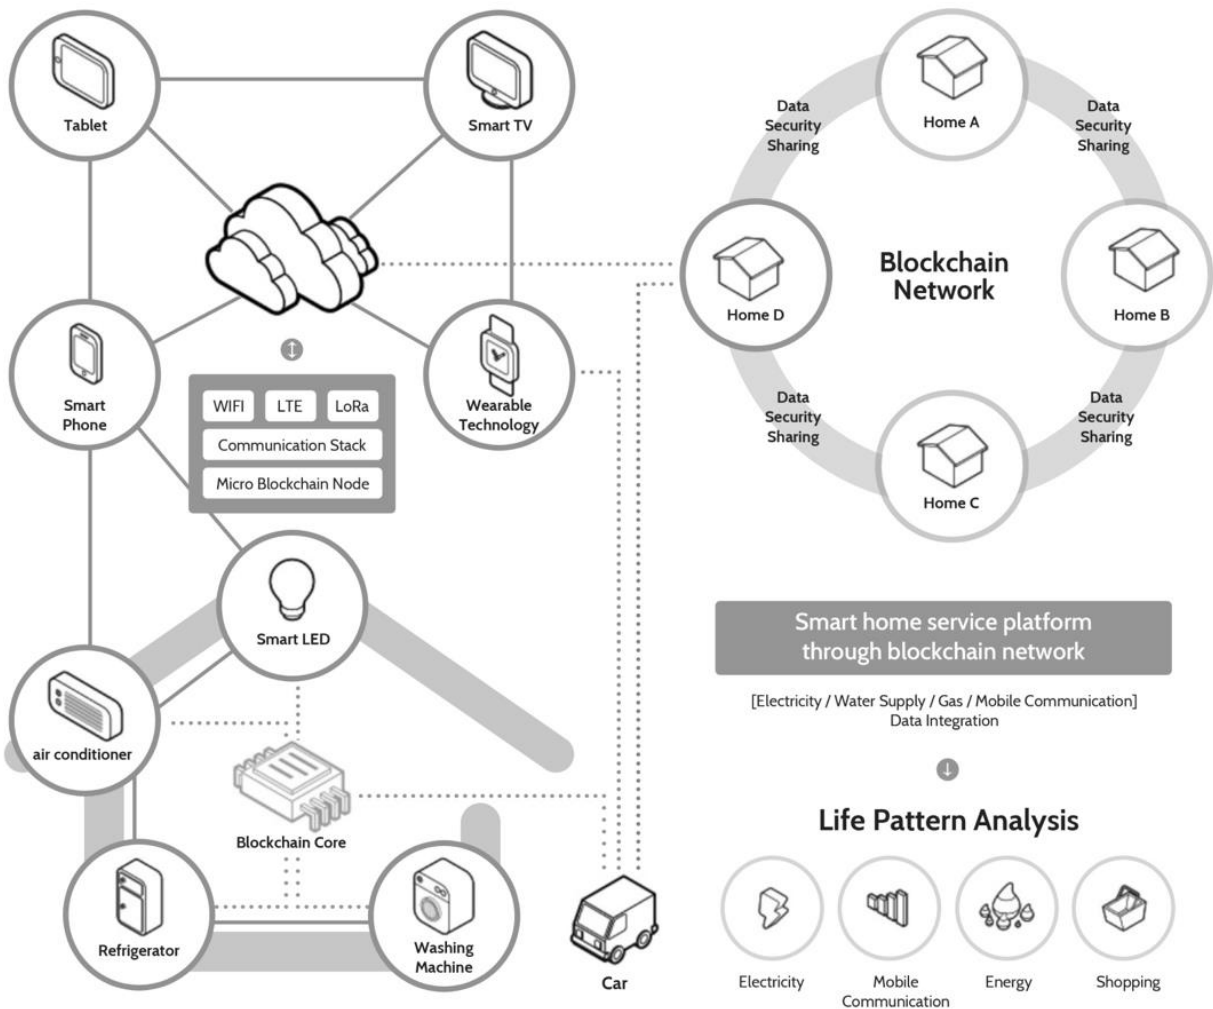 Tablet
Smart TV
Smart
Phone
Wearable
Technology
WIFI
LTE
LoRa
Communication Stack
Micro Blockchain Node
Smart LED
air conditioner
Blockchain Core
Refrigerator
Washing
Machine
Car
Home A
Data
Security
Sharing
Data
Security
Sharing
Home D
Blockchain
Network
Home B
Data
Security
Sharing
Data
Security
Sharing
Home C
Smart home service platform
through blockchain network
[Electricity / Water Supply / Gas / Mobile Communication]
Data Integration
Life Pattern Analysis
Electricity
Mobile
Communication
Energy
Shopping